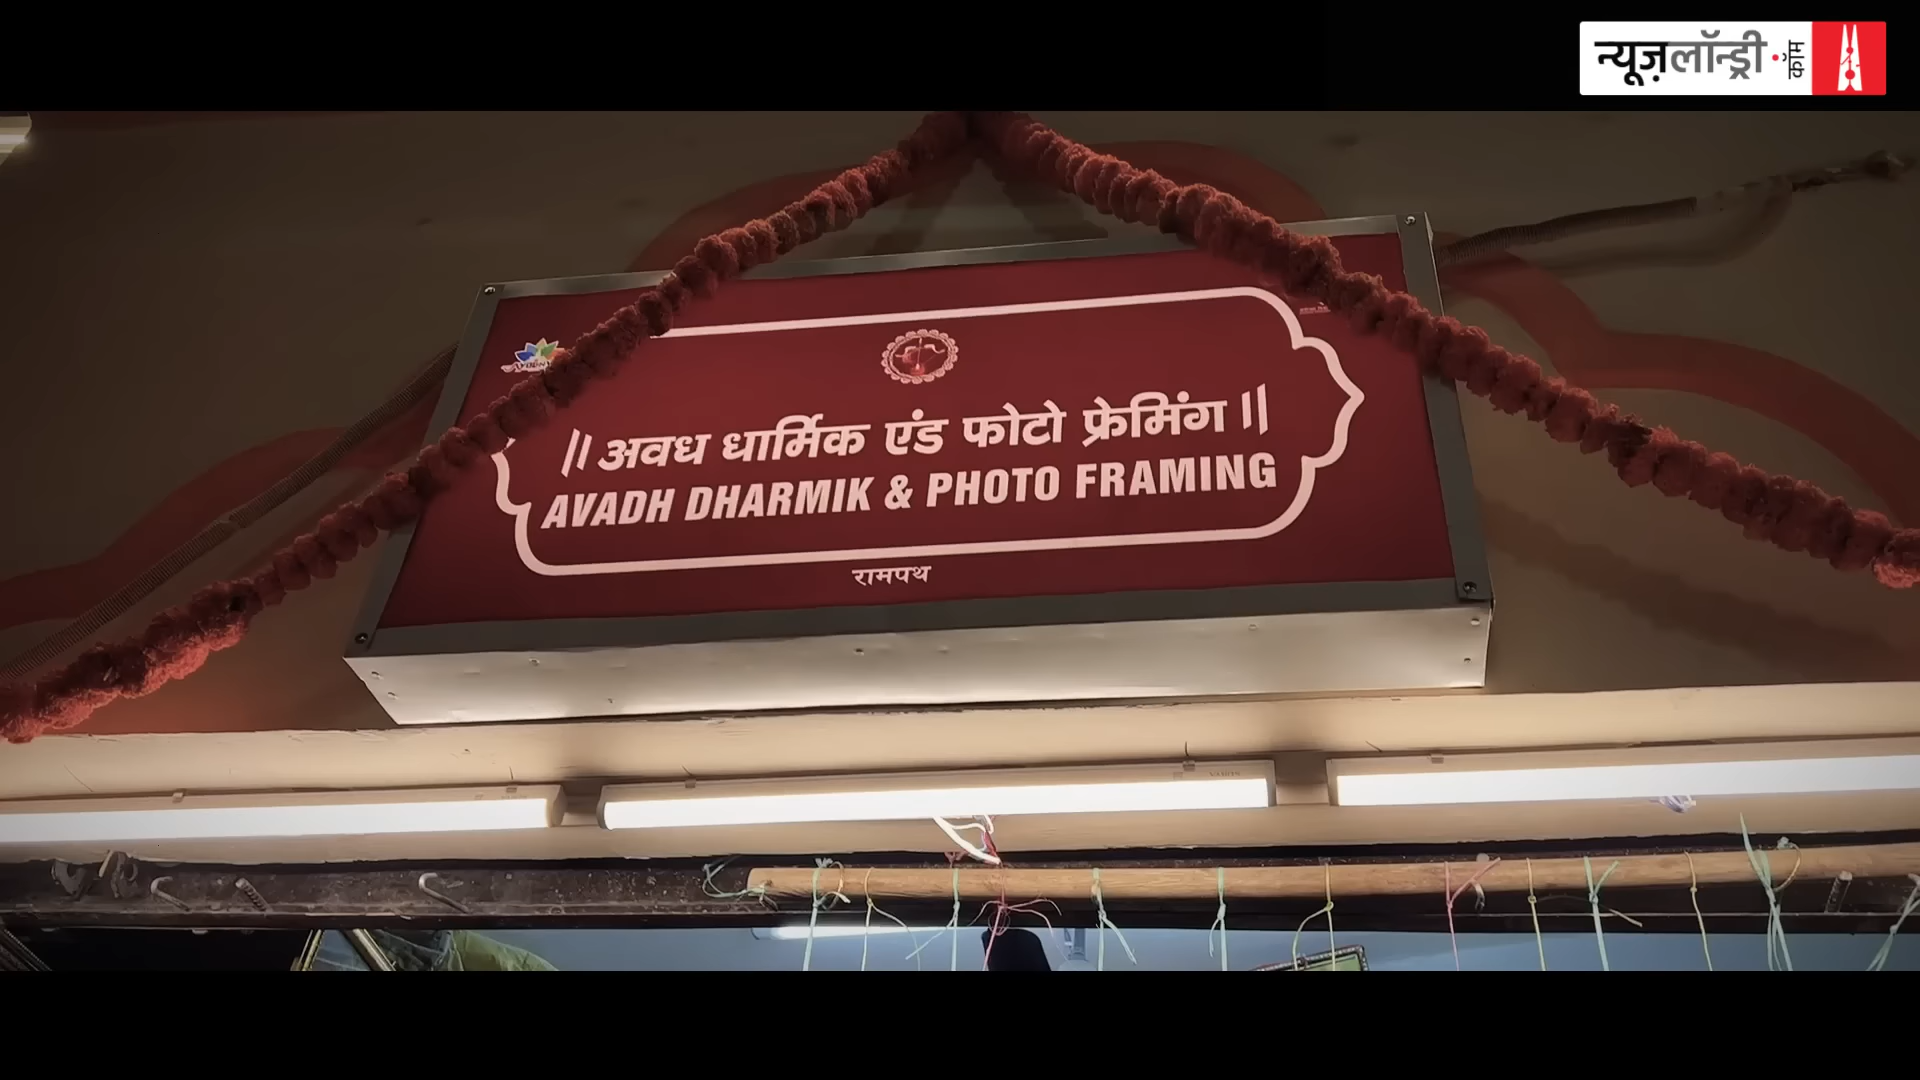 न्यूज़लॉन्ड्री.कॉम
॥ अवध धार्मिक एंड फोटो फ्रेमिंग ॥
AVADH DHARMIK & PHOTO FRAMING
रामपथ